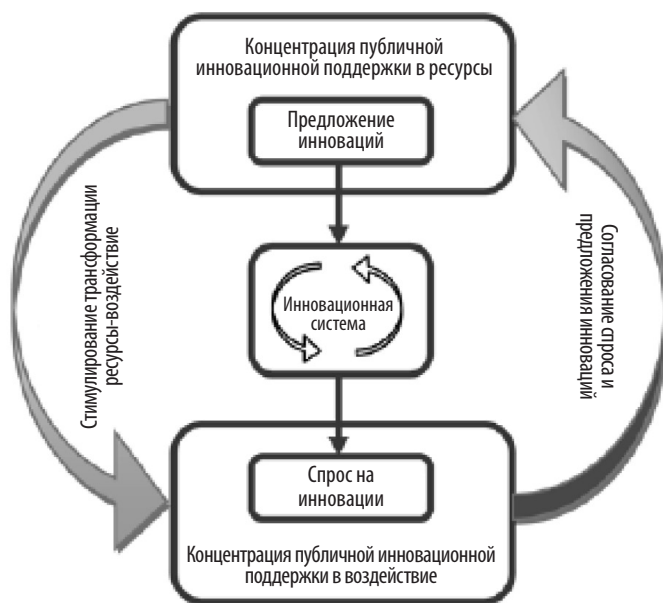 Концентрация публичной
инновационной поддержки в ресурсы
Предложение
инноваций
Стимулирование трансформации
ресурсы-воздействие
Инновационная
система
Согласование спроса и
предложения инноваций
Спрос на
инновации
Концентрация публичной инновационной
поддержки в воздействие